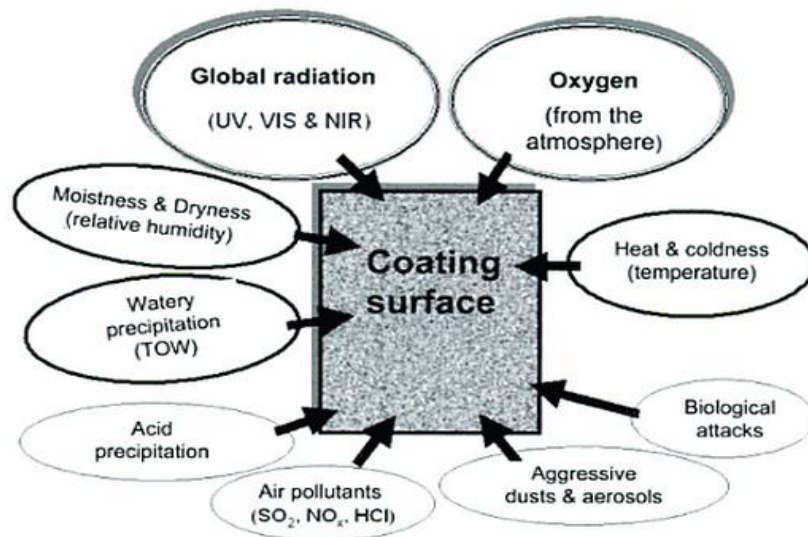 Global radiation
(UV, VIS & NIR)
Oxygen
(from the
atmosphere)
Moistness & Dryness
(relative humidity)
Coating
surface
Heat & coldness
(temperature)
Watery
precipitation
(TOW)
Acid
precipitation
Air pollutants
(SO₂, NOₓ, HCl)
Aggressive
dusts & aerosols
Biological
attacks